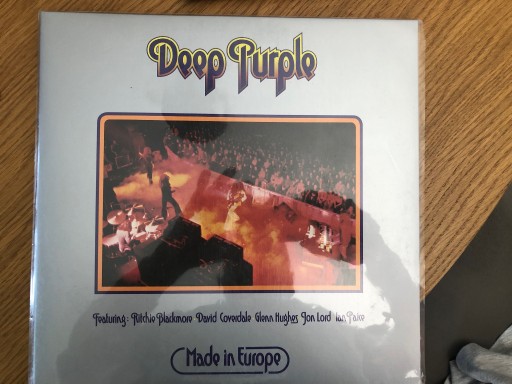 Deep Purple
Featuring: Ritchie Blackmore David Coverdale Glenn Hughes Jon Lord Ian Paice
Made in Europe